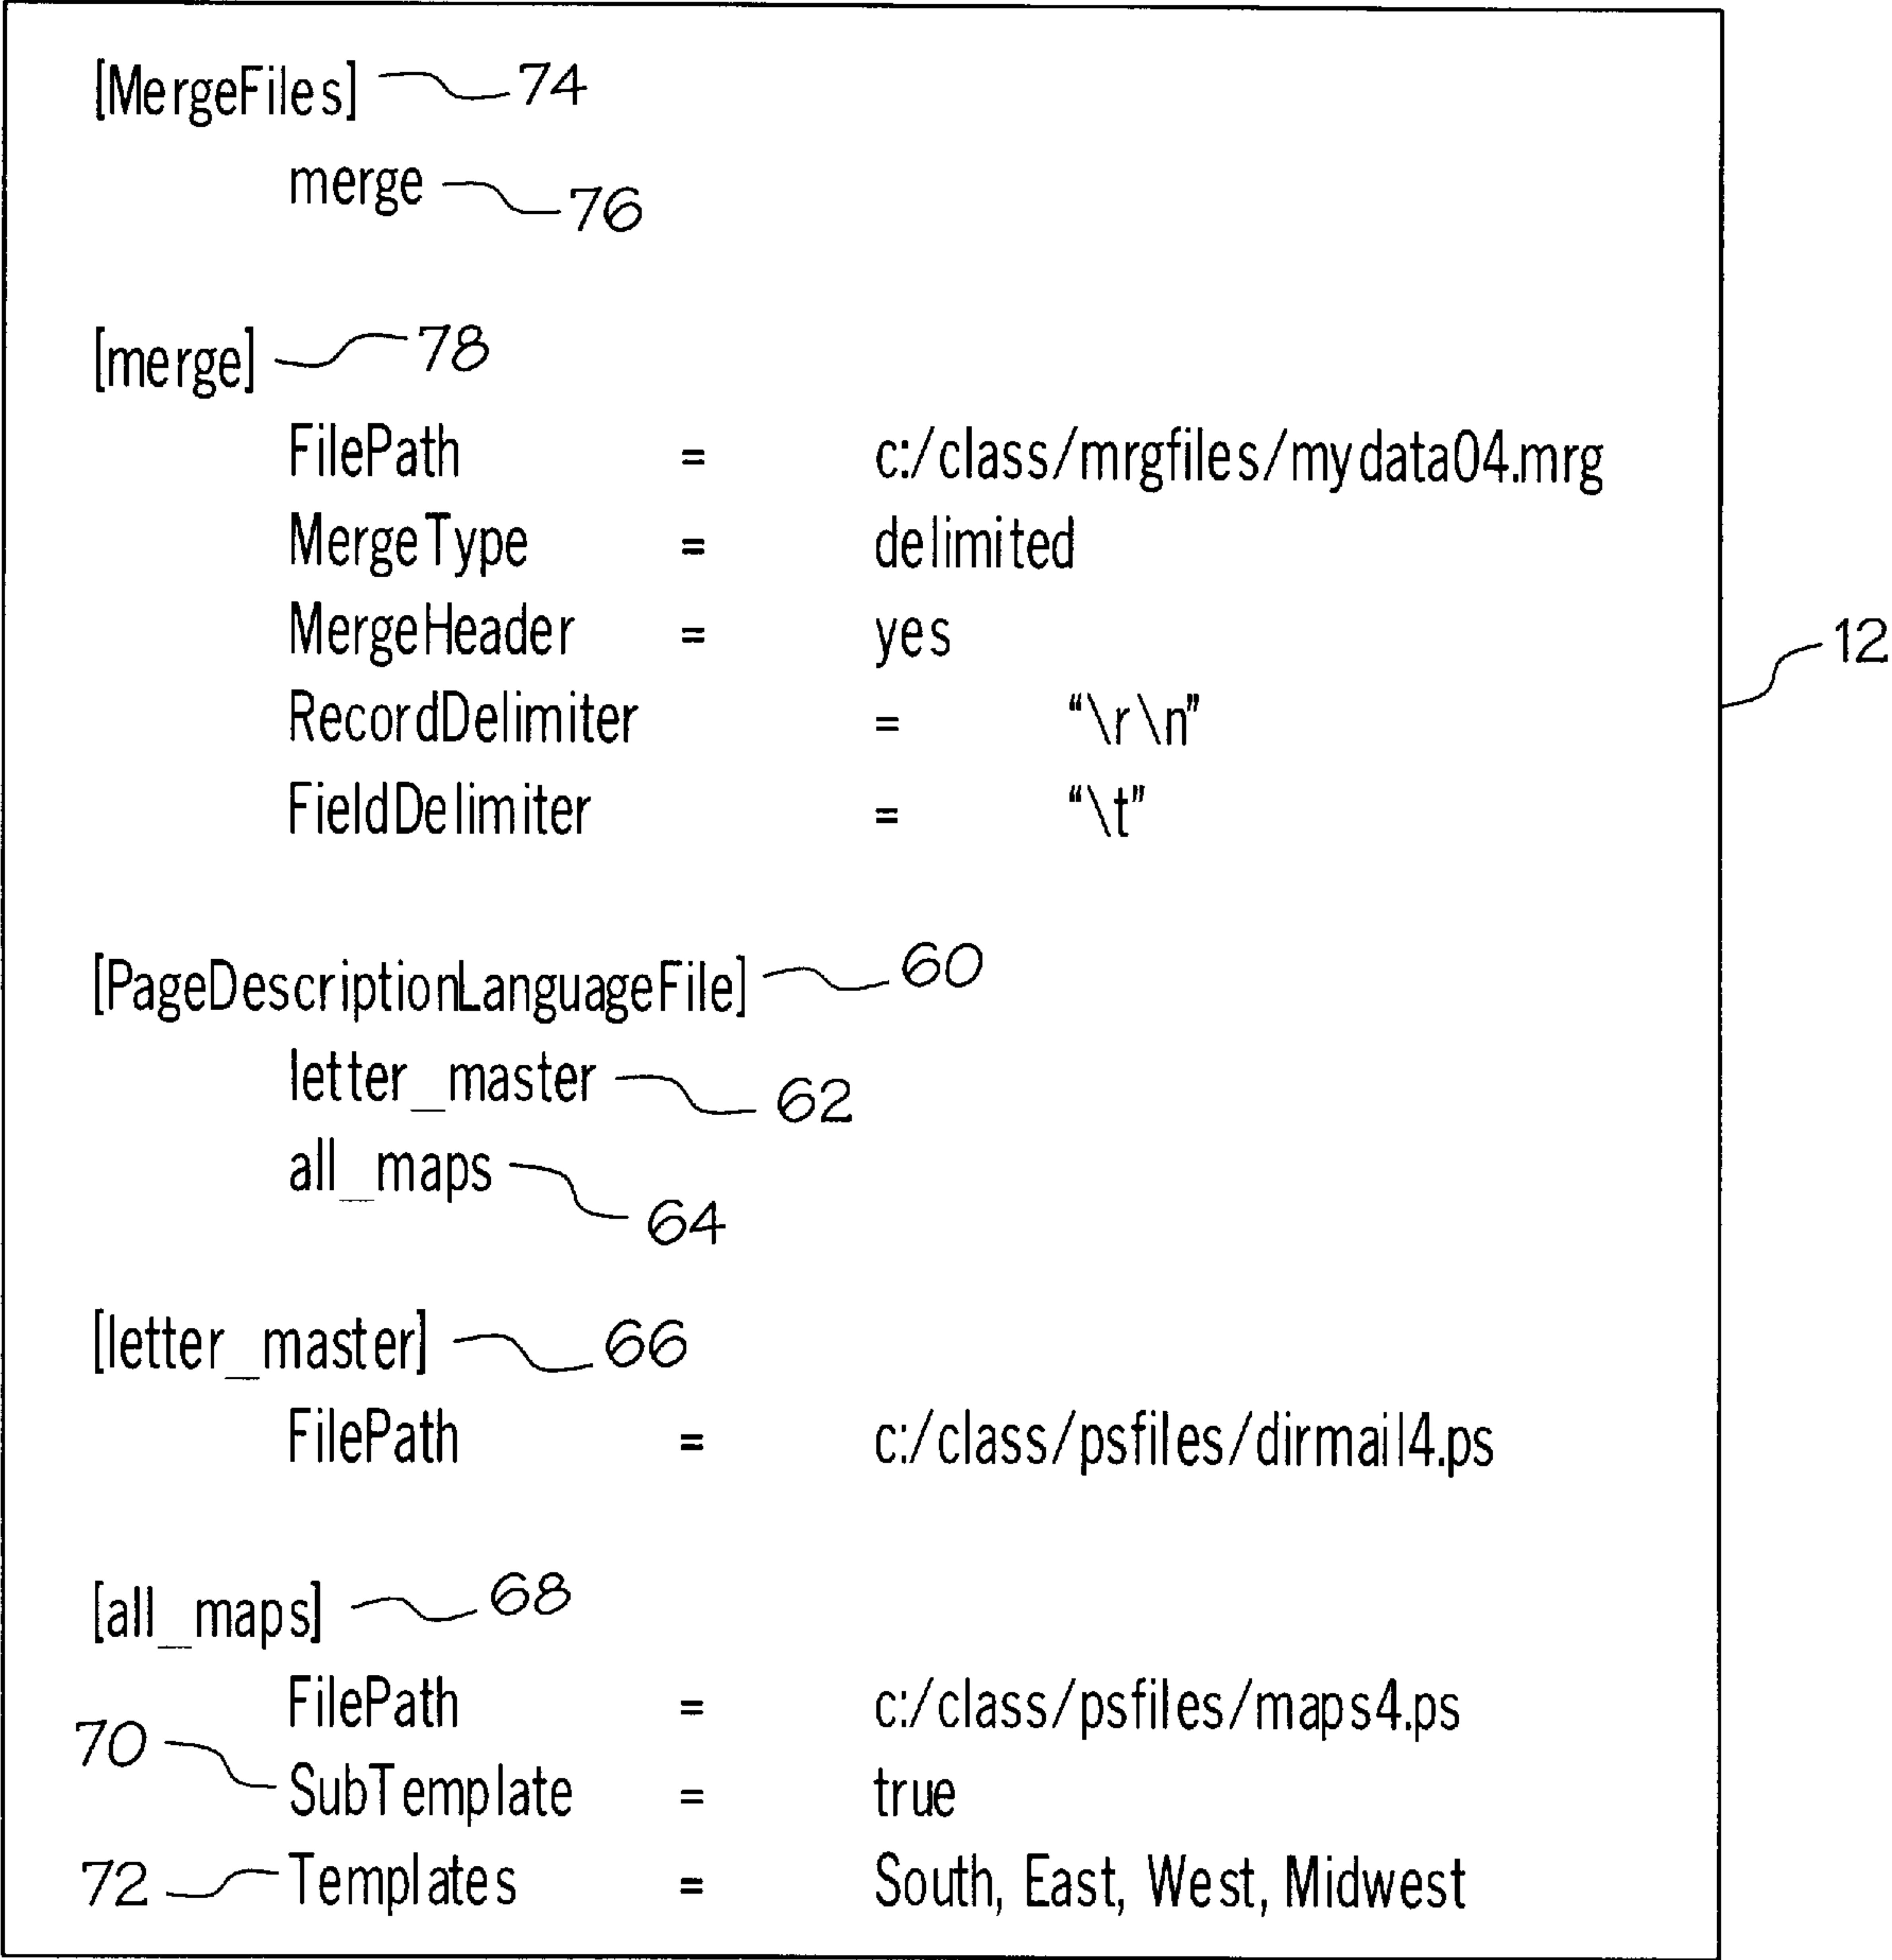 [MergeFiles] 74
merge 76
[merge] 78
FilePath = c:/class/mrgfiles/mydata04.mrg
MergeType = delimited
MergeHeader = yes
12
RecordDelimiter = “\r\n”
FieldDelimiter = “\t”
[PageDescriptionLanguageFile] 60
letter_master 62
all_maps 64
[letter_master] 66
FilePath = c:/class/psfiles/dirmail4.ps
[all_maps] 68
FilePath = c:/class/psfiles/maps4.ps
70 SubTemplate = true
72 Templates = South, East, West, Midwest